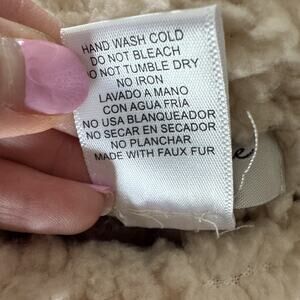 HAND WASH COLD
DO NOT BLEACH
DO NOT TUMBLE DRY
NO IRON
LAVADO A MANO
CON AGUA FRÍA
NO USA BLANQUEADOR
NO SECAR EN SECADOR
NO PLANCHAR
MADE WITH FAUX FUR